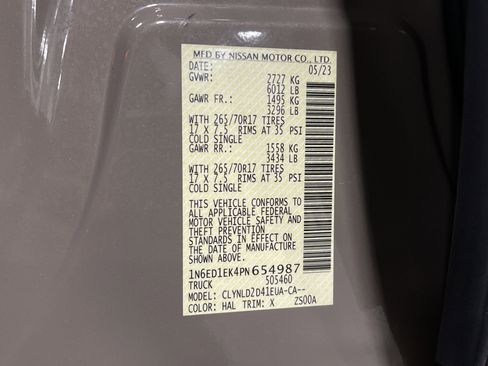 MFD BY NISSAN MOTOR CO., LTD.
DATE: 05/23
GVWR: 2727 KG
6012 LB
GAWR FR.: 1495 KG
3296 LB
WITH 265/70R17 TIRES
17 X 7.5 RIMS AT 35 PSI
COLD SINGLE
GAWR RR.: 1558 KG
3434 LB
WITH 265/70R17 TIRES
17 X 7.5 RIMS AT 35 PSI
COLD SINGLE
THIS VEHICLE CONFORMS TO
ALL APPLICABLE FEDERAL
MOTOR VEHICLE SAFETY
AND THEFT PREVENTION
STANDARDS IN EFFECT ON
THE DATE OF MANUFACTURE
SHOWN ABOVE.
1N6ED1EK4PN654987
TRUCK 505460
MODEL: CLYNLD2D41EUA-CA--
COLOR: HAL TRIM: X ZS00A